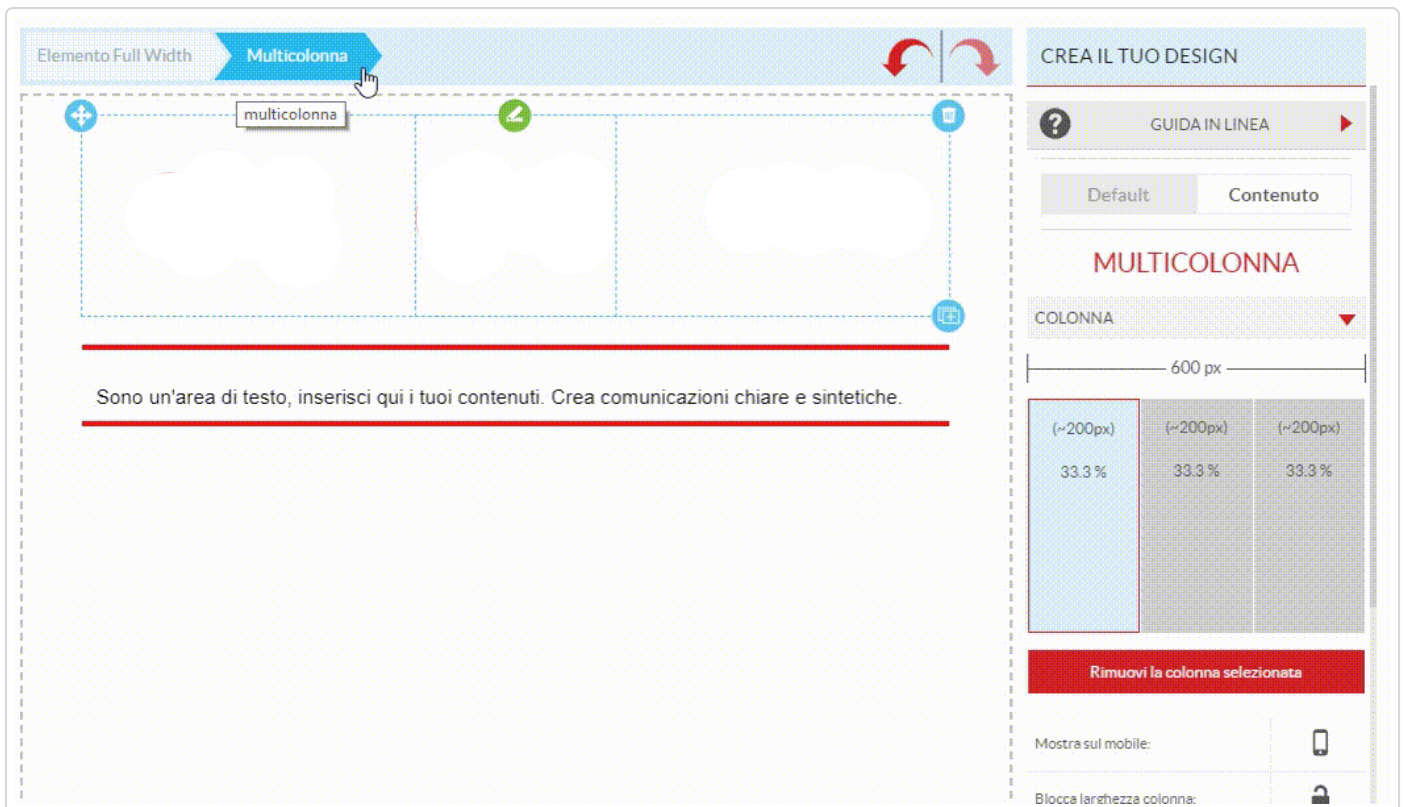 Elemento Full Width
Multicolonna
multicolonna
Sono un'area di testo, inserisci qui i tuoi contenuti. Crea comunicazioni chiare e sintetiche.
CREA IL TUO DESIGN
GUIDA IN LINEA
Default Contenuto
MULTICOLONNA
COLONNA
600 px
(~200px) (~200px) (~200px)
33.3 % 33.3 % 33.3 %
Rimuovi la colonna selezionata
Mostra sul mobile:
Blocca larghezza colonna: